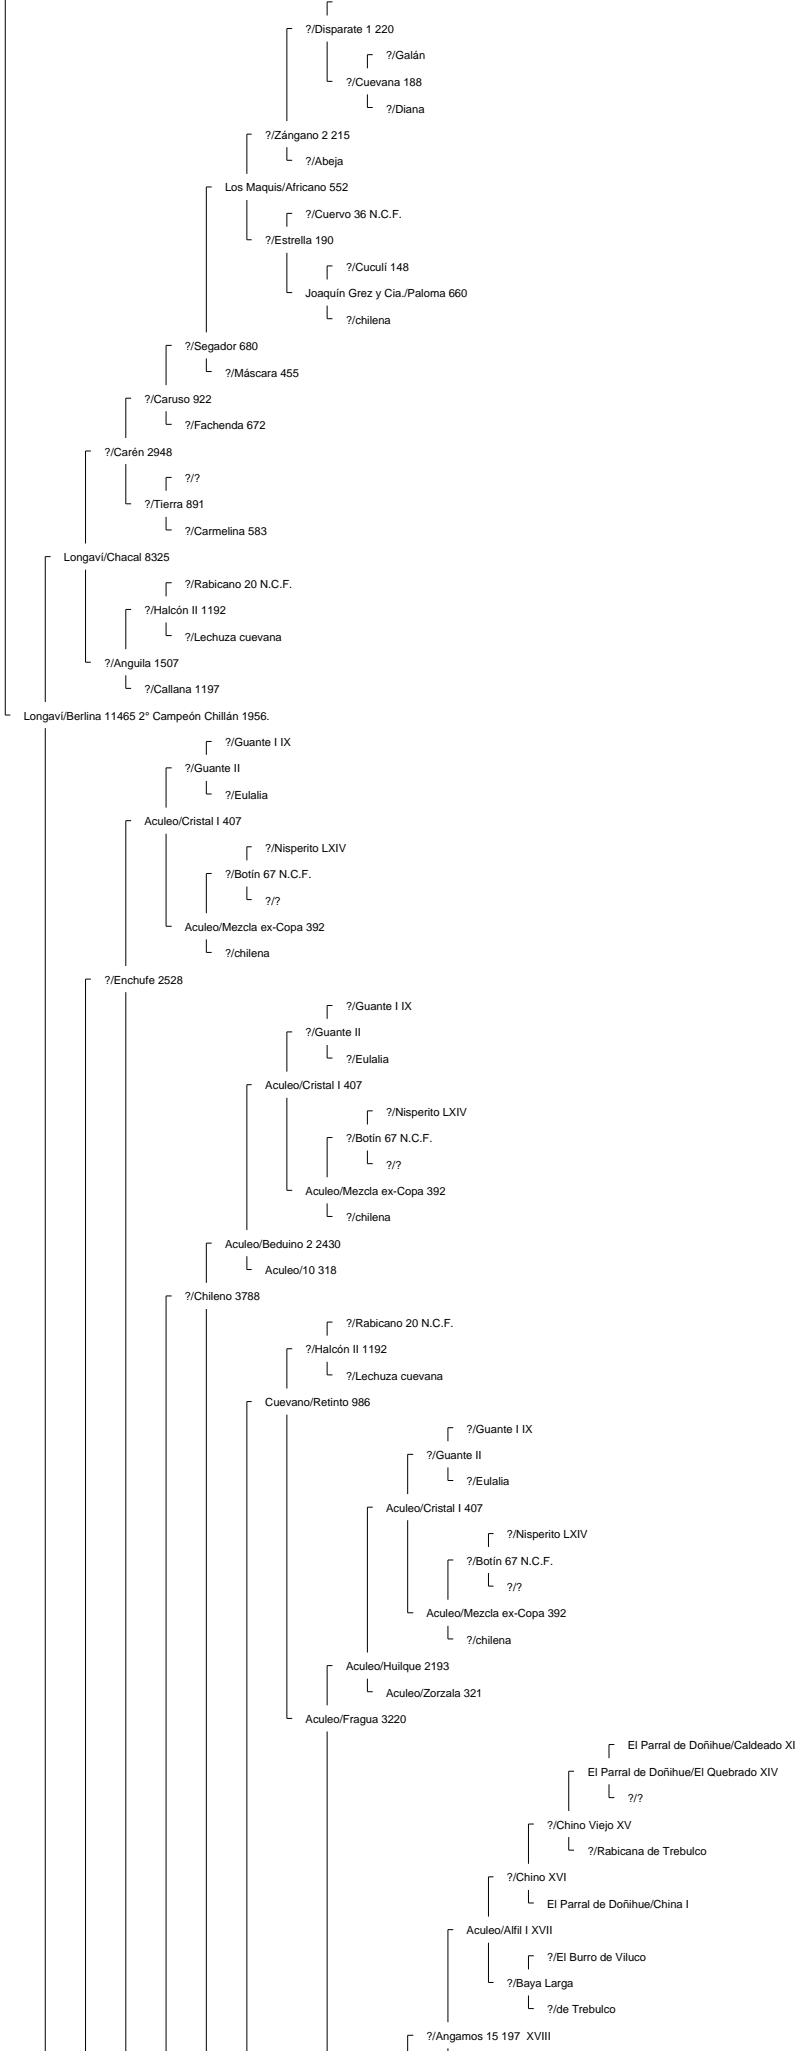 ?/Disparate 1 220
?/Galán
?/Cuevana 188
?/Diana
?/Zángano 2 215
?/Abeja
Los Maquis/Africano 552
?/Cuervo 36 N.C.F.
?/Estrella 190
?/Cuculí 148
Joaquín Grez y Cia./Paloma 660
?/chilena
?/Segador 680
?/Máscara 455
?/Caruso 922
?/Fachenda 672
?/Carén 2948
?/?
?/Tierra 891
?/Carmelina 583
Longaví/Chacal 8325
?/Rabicano 20 N.C.F.
?/Halcón II 1192
?/Lechuza cuevana
?/Anguila 1507
?/Callana 1197
Longaví/Berlina 11465 2° Campeón Chillán 1956.
?/Guante I IX
?/Guante II
?/Eulalia
Aculeo/Cristal I 407
?/Nisperito LXIV
?/Botín 67 N.C.F.
?/?
Aculeo/Mezcla ex-Copa 392
?/chilena
?/Enchufe 2528
?/Guante I IX
?/Guante II
?/Eulalia
Aculeo/Cristal I 407
?/Nisperito LXIV
?/Botín 67 N.C.F.
?/?
Aculeo/Mezcla ex-Copa 392
?/chilena
Aculeo/Beduino 2 2430
Aculeo/10 318
?/Chileno 3788
?/Rabicano 20 N.C.F.
?/Halcón II 1192
?/Lechuza cuevana
Cuevano/Retinto 986
?/Guante I IX
?/Guante II
?/Eulalia
Aculeo/Cristal I 407
?/Nisperito LXIV
?/Botín 67 N.C.F.
?/?
Aculeo/Mezcla ex-Copa 392
?/chilena
Aculeo/Huilque 2193
Aculeo/Zorzala 321
Aculeo/Fragua 3220
El Parral de Doñihue/Caldeado XI
El Parral de Doñihue/El Quebrado XIV
?/?
?/Chino Viejo XV
?/Rabicana de Trebulco
?/Chino XVI
El Parral de Doñihue/China I
Aculeo/Alfil I XVII
?/El Burro de Viluco
?/Baya Larga
?/de Trebulco
?/Angamos 15 197 XVIII